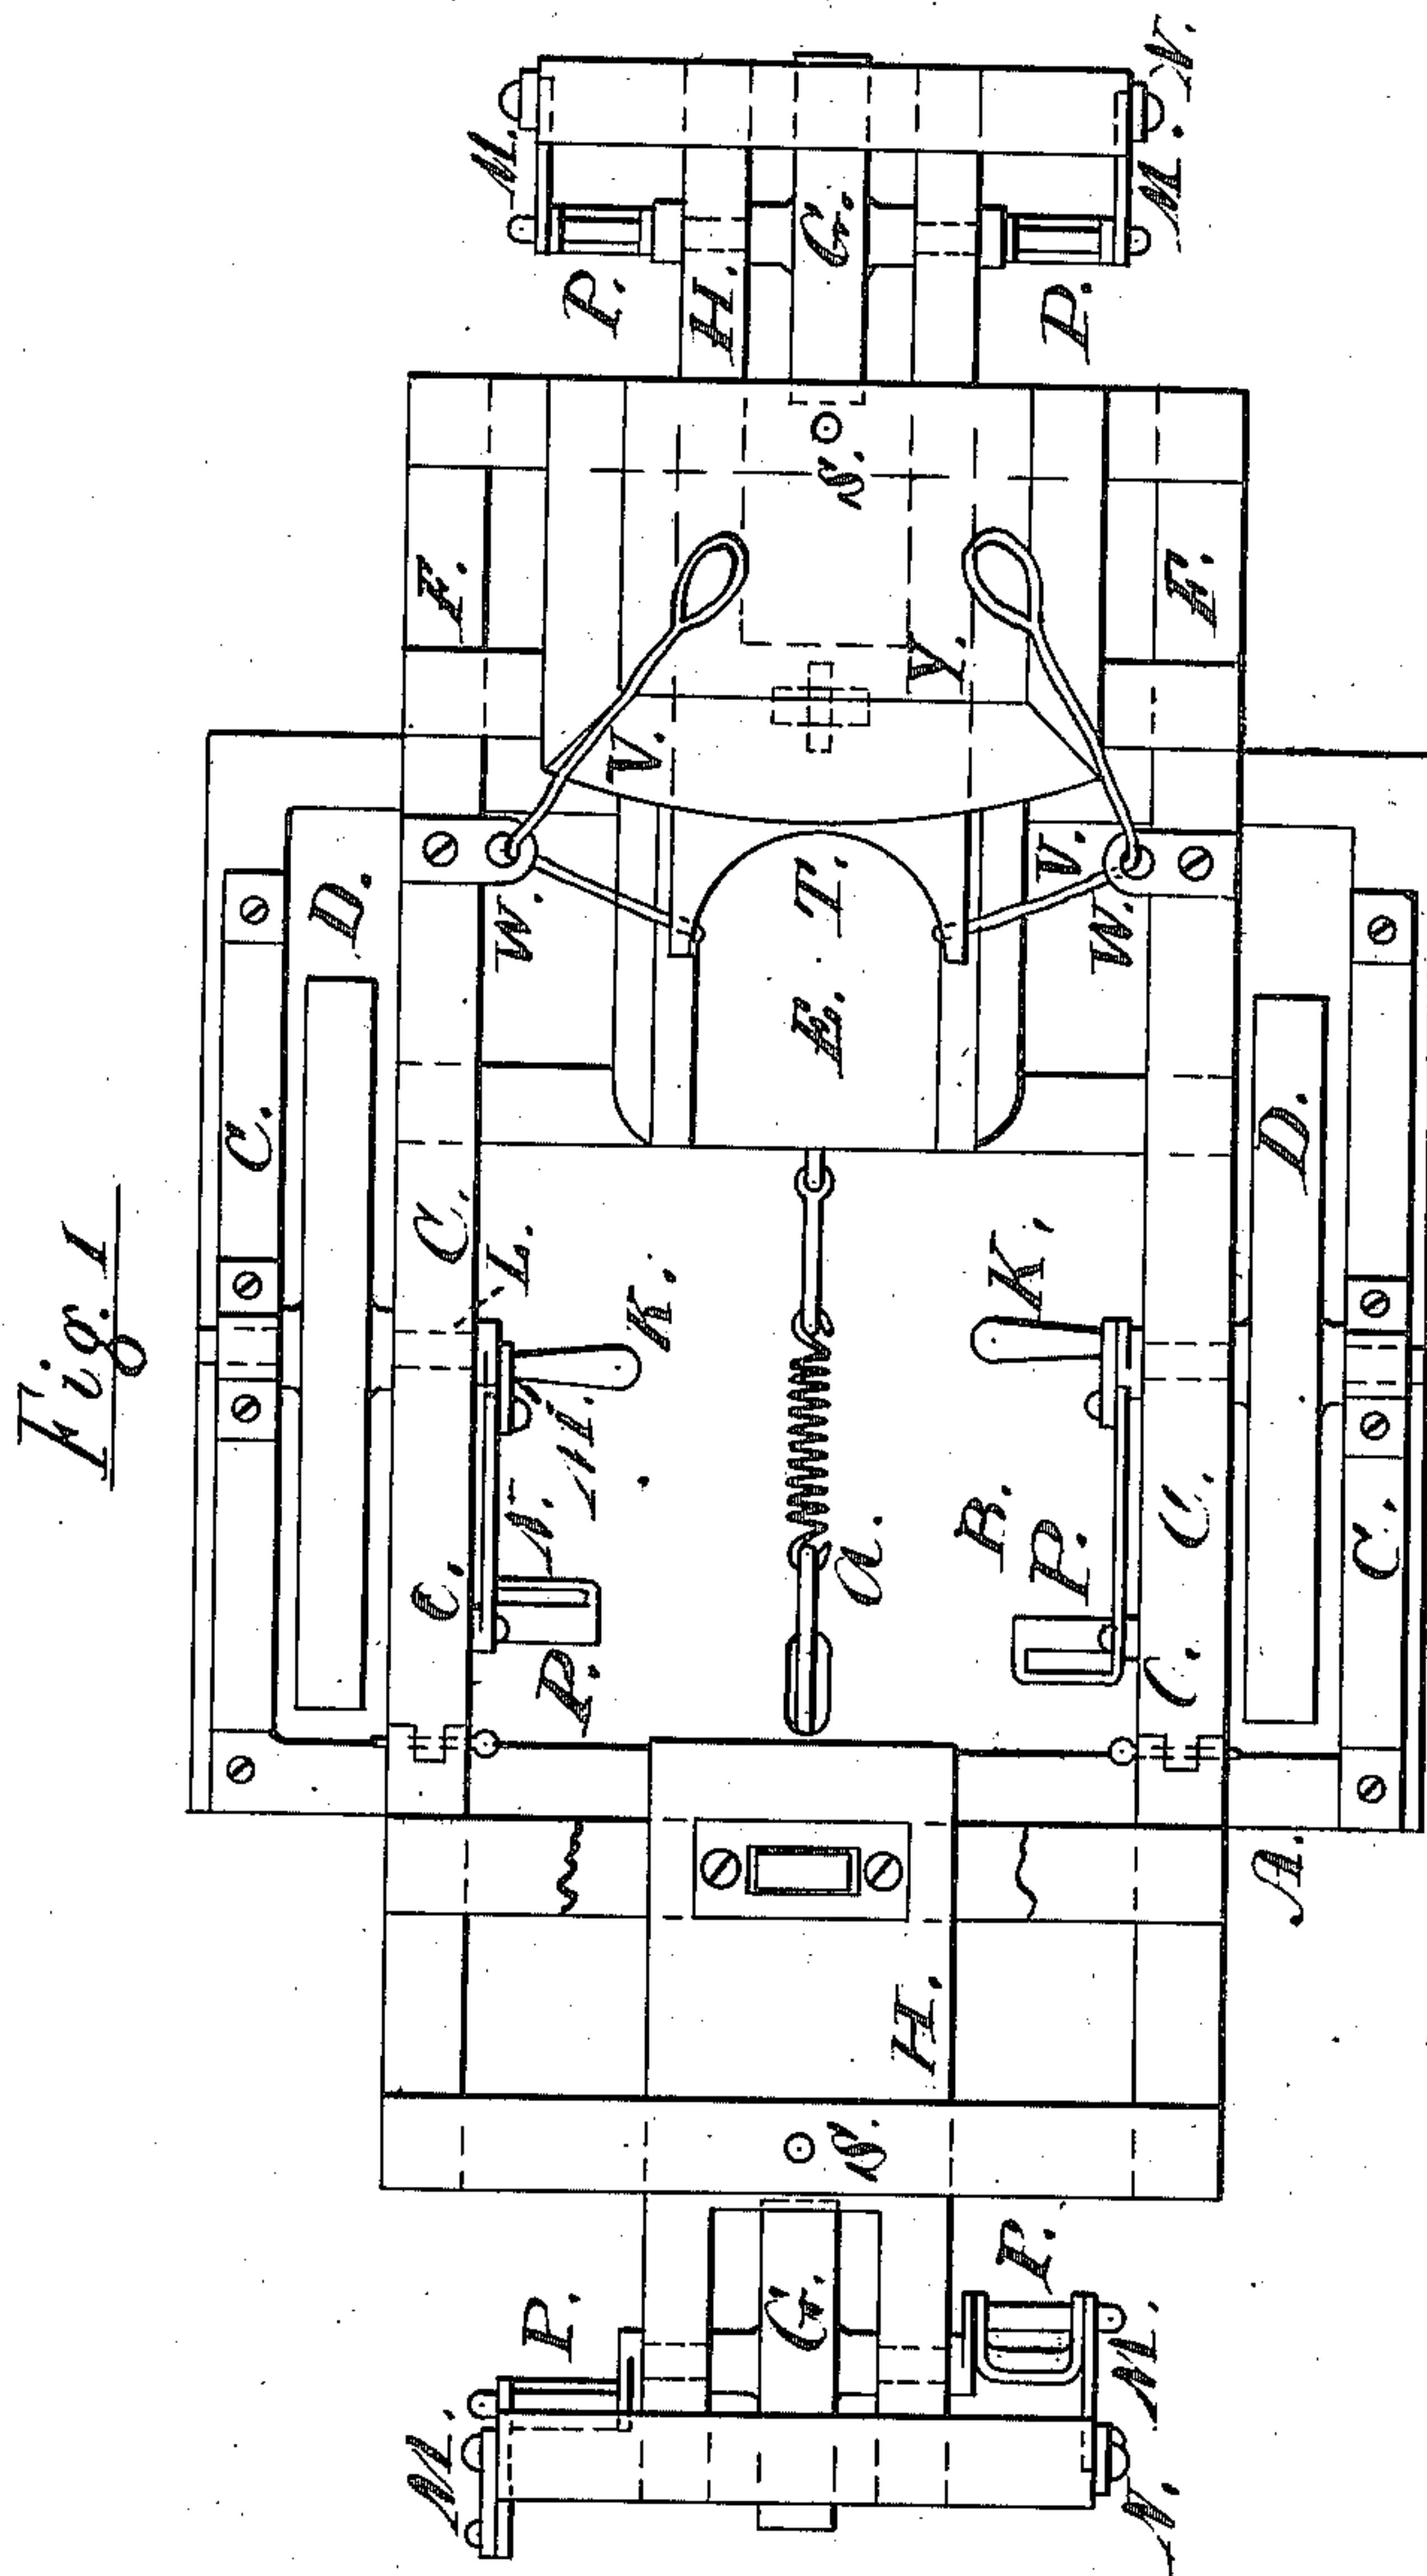 Fig. 1
M.
M. N.
P.
H.
G.
P.
S.
F.
F.
Y.
V.
V.
W.
W.
D.
E. T.
C.
C.
D.
L.
K.
K,
M.
N.
C.
a.
B.
P.
P.
C.
C.
C.
A.
H.
S.
P.
G.
P.
M.
M.
N.